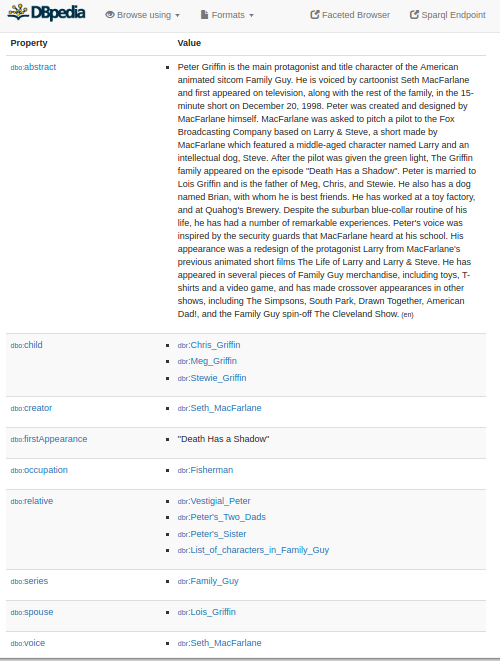 DBpedia Browse using Formats Faceted Browser Sparql Endpoint
Property Value
dbo:abstract Peter Griffin is the main protagonist and title character of the American
animated sitcom Family Guy. He is voiced by cartoonist Seth MacFarlane
and first appeared on television, along with the rest of the family, in the 15-
minute short on December 20, 1998. Peter was created and designed by
MacFarlane himself. MacFarlane was asked to pitch a pilot to the Fox
Broadcasting Company based on Larry & Steve, a short made by
MacFarlane which featured a middle-aged character named Larry and an
intellectual dog, Steve. After the pilot was given the green light, The Griffin
family appeared on the episode "Death Has a Shadow". Peter is married to
Lois Griffin and is the father of Meg, Chris, and Stewie. He also has a dog
named Brian, with whom he is best friends. He has worked at a toy factory,
and at Quahog's Brewery. Despite the suburban blue-collar routine of his
life, he has had a number of remarkable experiences. Peter's voice was
inspired by the security guards that MacFarlane heard at his school. His
appearance was a redesign of the protagonist Larry from MacFarlane's
previous animated short films The Life of Larry and Larry & Steve. He has
appeared in several pieces of Family Guy merchandise, including toys, T-
shirts and a video game, and has made crossover appearances in other
shows, including The Simpsons, South Park, Drawn Together, American
Dad!, and the Family Guy spin-off The Cleveland Show. (en)
dbo:child dbr:Chris_Griffin
dbr:Meg_Griffin
dbr:Stewie_Griffin
dbo:creator dbr:Seth_MacFarlane
dbo:firstAppearance "Death Has a Shadow"
dbo:occupation dbr:Fisherman
dbo:relative dbr:Vestigial_Peter
dbr:Peter's_Two_Dads
dbr:Peter's_Sister
dbr:List_of_characters_in_Family_Guy
dbo:series dbr:Family_Guy
dbo:spouse dbr:Lois_Griffin
dbo:voice dbr:Seth_MacFarlane